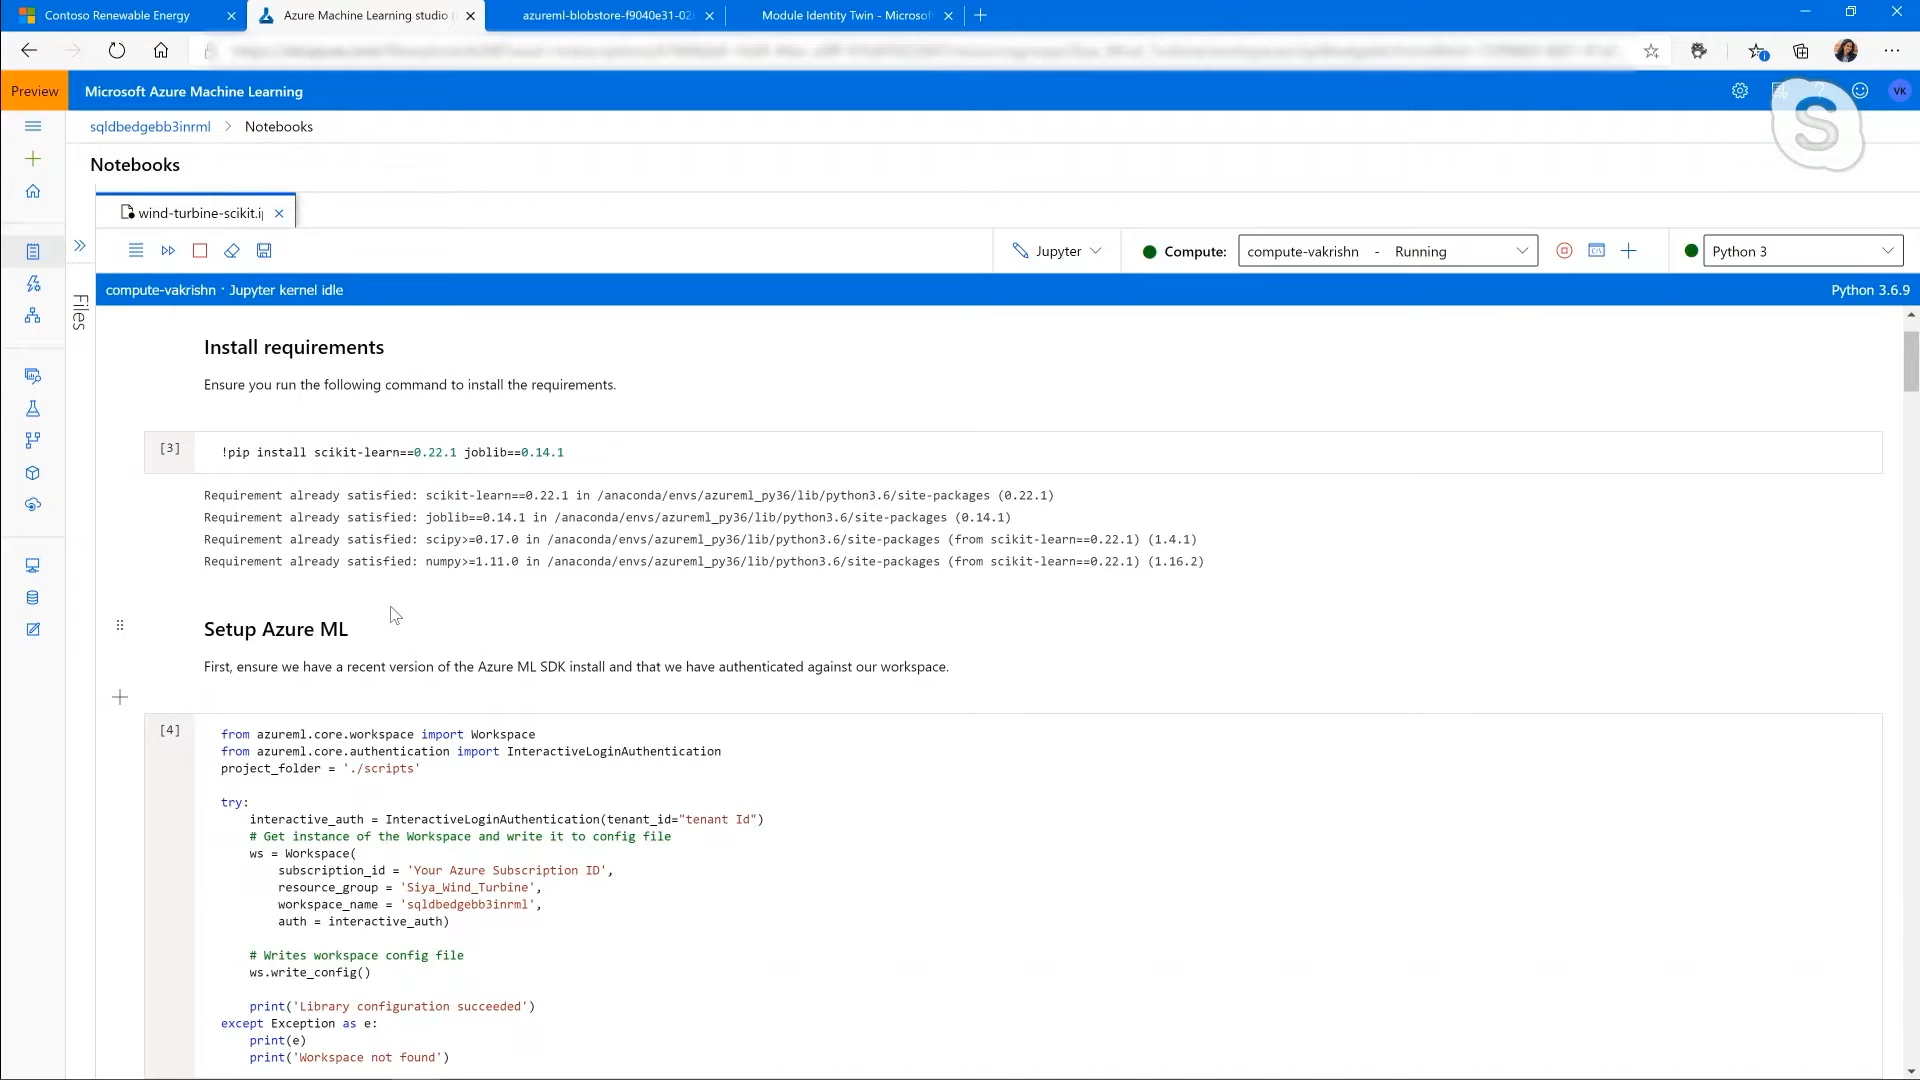 Contoso Renewable Energy
Azure Machine Learning studio (
azureml-blobstore-f9040e31-02
Module Identity Twin - Microsof
Preview
Microsoft Azure Machine Learning
VK
sqldbedgebb3inrml > Notebooks
Notebooks
wind-turbine-scikit.i
Jupyter
Compute:
compute-vakrishn - Running
Python 3
compute-vakrishn · Jupyter kernel idle
Python 3.6.9
Files
Install requirements
Ensure you run the following command to install the requirements.
[3]
!pip install scikit-learn==0.22.1 joblib==0.14.1
Requirement already satisfied: scikit-learn==0.22.1 in /anaconda/envs/azureml_py36/lib/python3.6/site-packages (0.22.1)
Requirement already satisfied: joblib==0.14.1 in /anaconda/envs/azureml_py36/lib/python3.6/site-packages (0.14.1)
Requirement already satisfied: scipy>=0.17.0 in /anaconda/envs/azureml_py36/lib/python3.6/site-packages (from scikit-learn==0.22.1) (1.4.1)
Requirement already satisfied: numpy>=1.11.0 in /anaconda/envs/azureml_py36/lib/python3.6/site-packages (from scikit-learn==0.22.1) (1.16.2)
Setup Azure ML
First, ensure we have a recent version of the Azure ML SDK install and that we have authenticated against our workspace.
[4]
from azureml.core.workspace import Workspace
from azureml.core.authentication import InteractiveLoginAuthentication
project_folder = './scripts'
try:
    interactive_auth = InteractiveLoginAuthentication(tenant_id="tenant Id")
    # Get instance of the Workspace and write it to config file
    ws = Workspace(
        subscription_id = 'Your Azure Subscription ID',
        resource_group = 'Siya_Wind_Turbine',
        workspace_name = 'sqldbedgebb3inrml',
        auth = interactive_auth)
    # Writes workspace config file
    ws.write_config()
    print('Library configuration succeeded')
except Exception as e:
    print(e)
    print('Workspace not found')